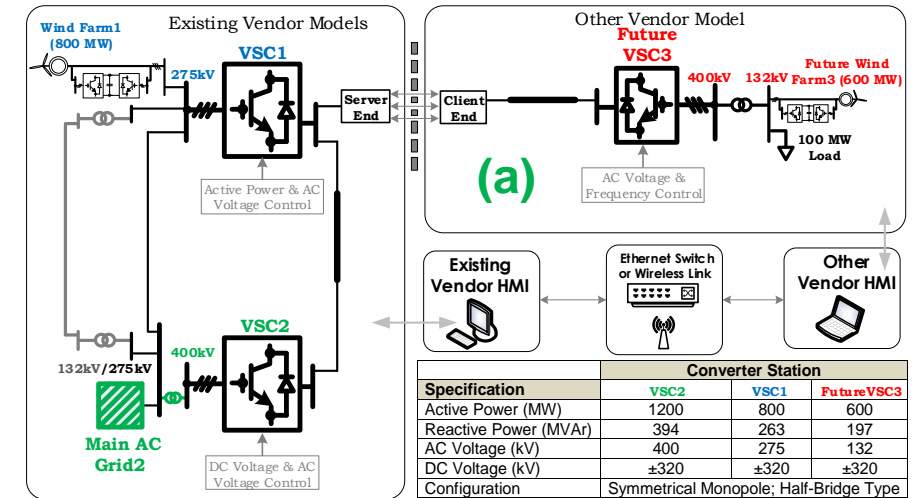 Existing Vendor Models
Wind Farm1
(800 MW)
VSC1
275kV
Server
End
Active Power & AC
Voltage Control
VSC2
400kV
132kV/275kV
Main AC
Grid2
DC Voltage & AC
Voltage Control
Other Vendor Model
Future
VSC3
400kV
132kV
Future Wind
Farm3 (600 MW)
Client
End
100 MW
Load
AC Voltage &
Frequency Control
(a)
Existing
Vendor HMI
Ethernet Switch
or Wireless Link
Other
Vendor HMI
Converter Station
Specification VSC2 VSC1 FutureVSC3
Active Power (MW) 1200 800 600
Reactive Power (MVAr) 394 263 197
AC Voltage (kV) 400 275 132
DC Voltage (kV) ±320 ±320 ±320
Configuration Symmetrical Monopole; Half-Bridge Type